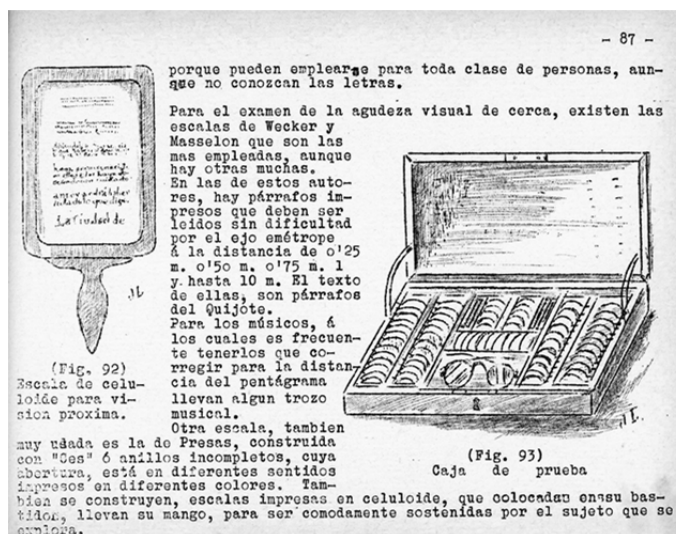 - 87 -
porque pueden emplearse para toda clase de personas, aun-
que no conozcan las letras.
Para el examen de la agudeza visual de cerca, existen las
escalas de Wecker y
Masselon que son las
mas empleadas, aunque
hay otras muchas.
En las de estos auto-
res, hay párrafos im-
presos que deben ser
leidos sin dificultad
por el ojo emétrope
á la distancia de o'25
m. o'50 m. o'75 m. 1
y hasta 10 m. El texto
de ellas, son párrafos
del Quijote.
Para los músicos, á
los cuales es frecuen-
te tenerlos que co-
rregir para la distan-
cia del pentágrama
llevan algun trozo
musical.
Otra escala, tambien
muy usada es la de Presas, construida
con "Ces" ó anillos incompletos, cuya
abertura, está en diferentes sentidos
impresos en diferentes colores. Tam-
bien se construyen, escalas impresas en celuloide, que colocadas en su bas-
tidor, llevan su mango, para ser comodamente sostenidas por el sujeto que se
explora.
La Ciudad de
(Fig. 92)
Escala de celu-
loide para vi-
sion proxima.
(Fig. 93)
Caja de prueba